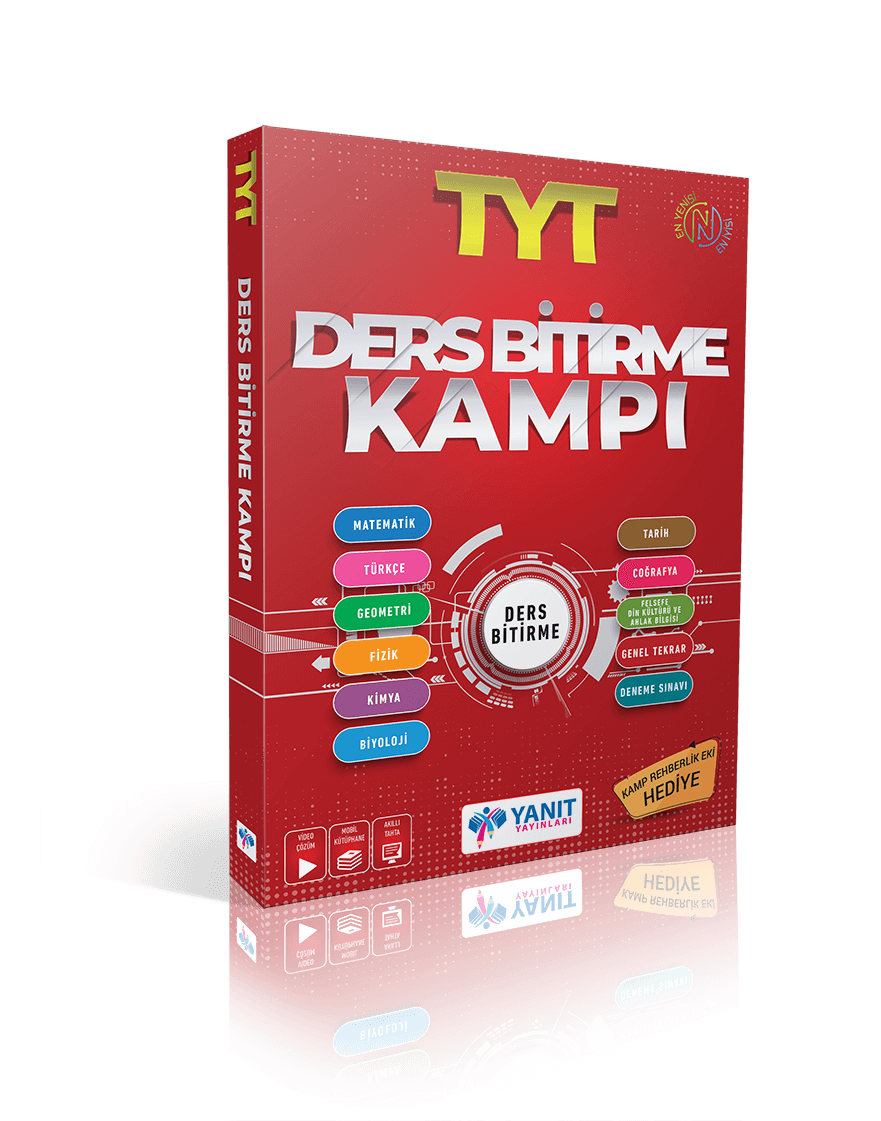 TYT
DERS BİTİRME KAMPI
TYT
EN YENİSİ
EN İYİSİ
DERS BİTİRME
KAMPI
MATEMATİK
TÜRKÇE
GEOMETRİ
FİZİK
KİMYA
BİYOLOJİ
DERS
BİTİRME
TARİH
COĞRAFYA
FELSEFE
DİN KÜLTÜRÜ VE
AHLAK BİLGİSİ
GENEL TEKRAR
DENEME SINAVI
KAMP REHBERLİK EKİ
HEDİYE
VİDEO
ÇÖZÜM
MOBİL
KÜTÜPHANE
AKILLI
TAHTA
YANIT
YAYINLARI